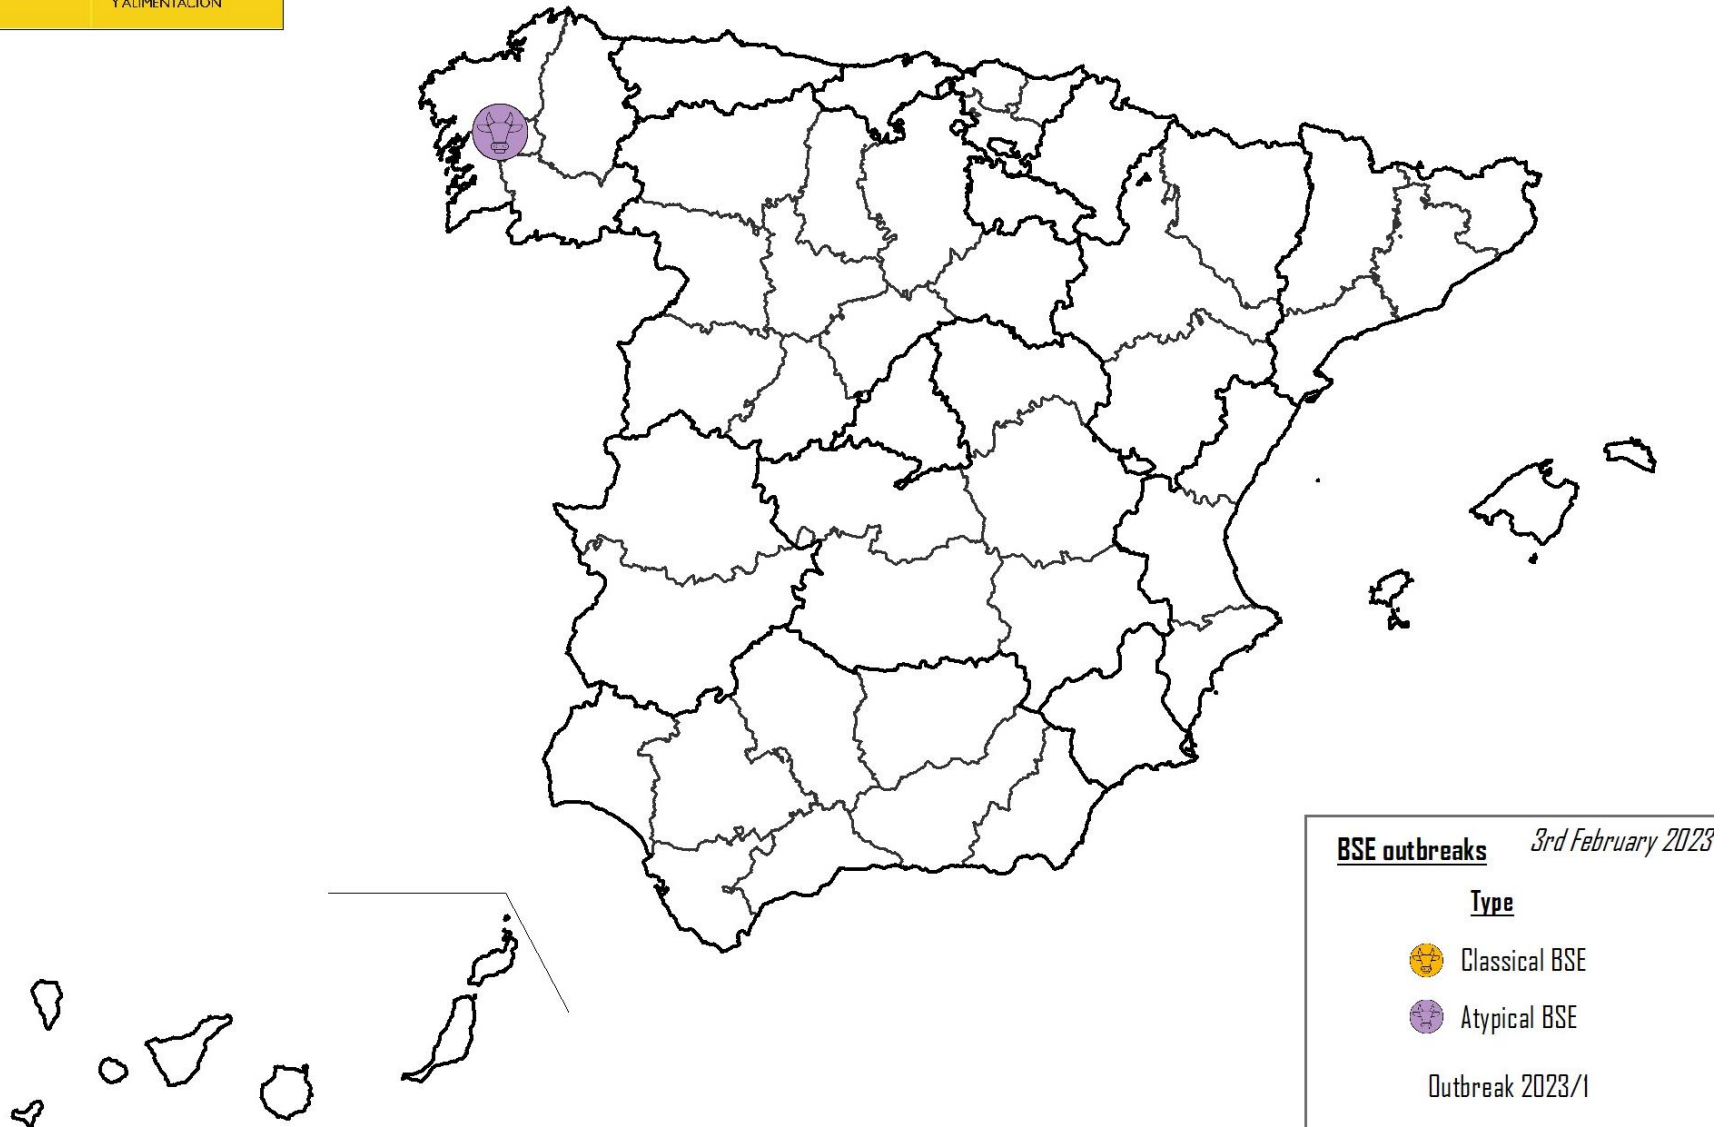 Y ALIMENTACIÓN
BSE outbreaks
3rd February 2023
Type
Classical BSE
Atypical BSE
Outbreak 2023/1